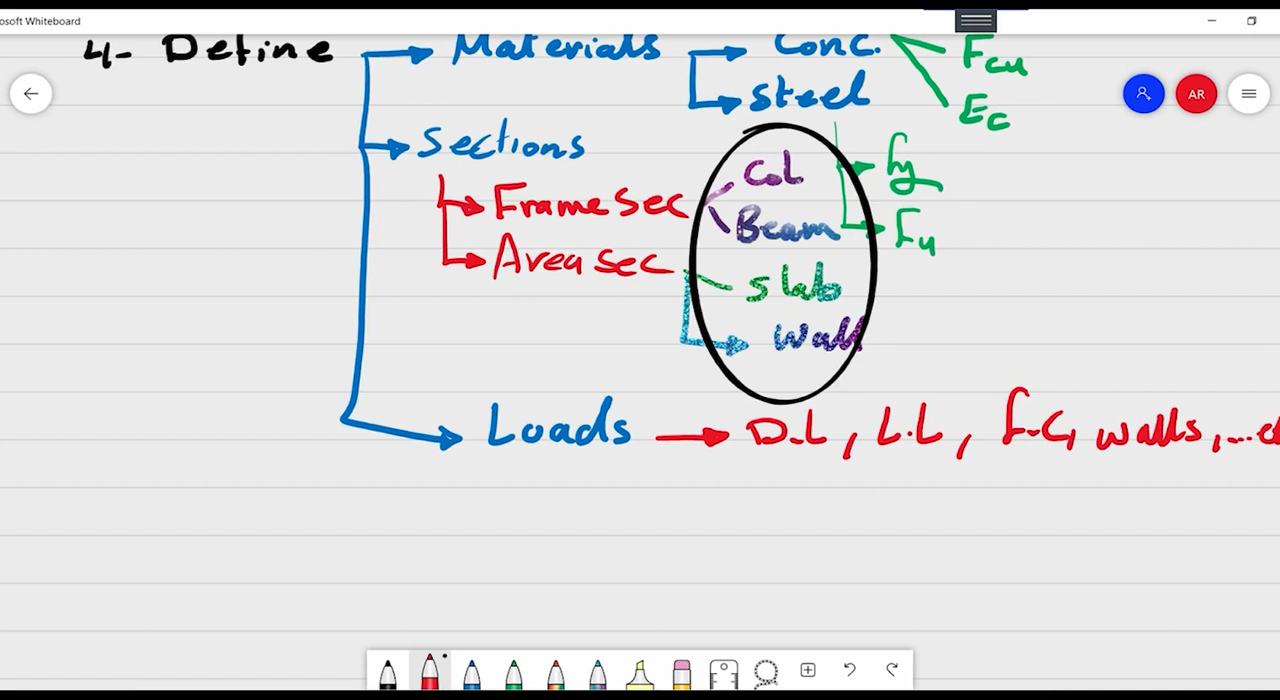 osoft Whiteboard
4- Define
Materials
Conc.
Fcu
Steel
Ec
AR
Sections
Col
fy
Frame Sec
Beam
Fu
Area sec
slab
Wall
Loads
D.L, L.L, F.C, walls, ...